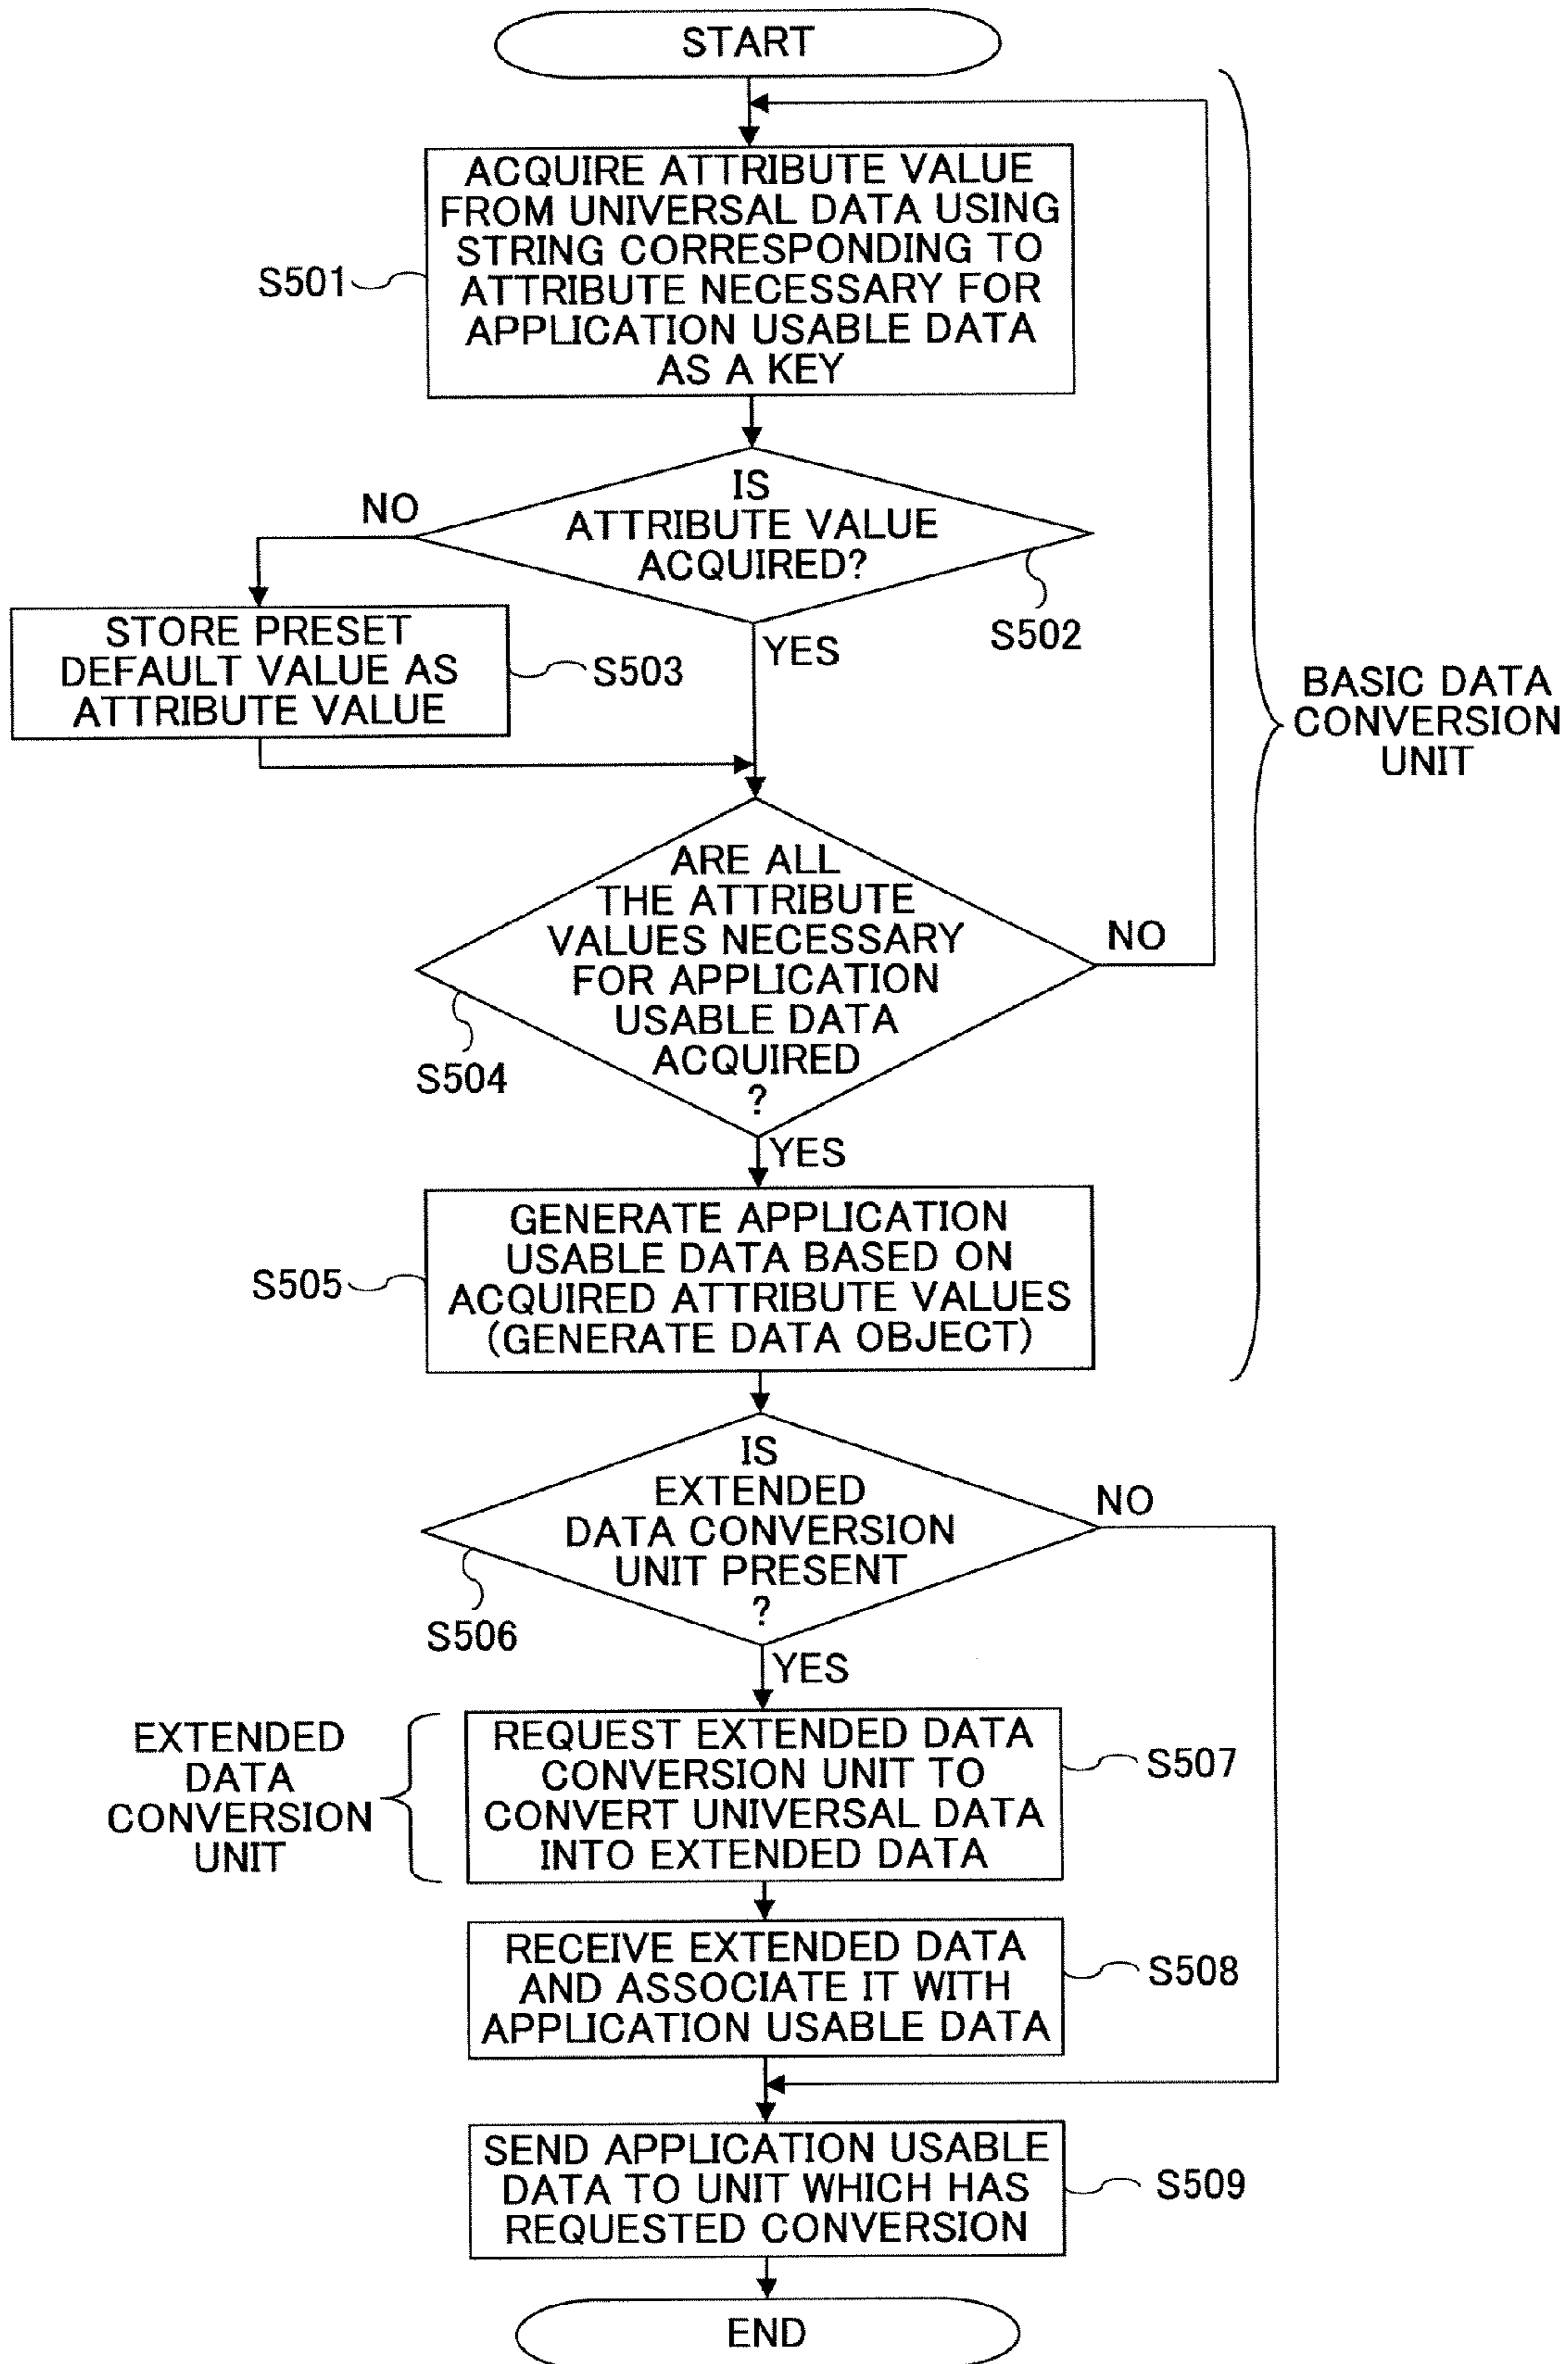 START
ACQUIRE ATTRIBUTE VALUE
FROM UNIVERSAL DATA USING
STRING CORRESPONDING TO
ATTRIBUTE NECESSARY FOR
APPLICATION USABLE DATA
AS A KEY
S501
IS
ATTRIBUTE VALUE
ACQUIRED?
NO
S502
YES
STORE PRESET
DEFAULT VALUE AS
ATTRIBUTE VALUE
S503
BASIC DATA
CONVERSION
UNIT
ARE ALL
THE ATTRIBUTE
VALUES NECESSARY
FOR APPLICATION
USABLE DATA
ACQUIRED
?
NO
S504
YES
GENERATE APPLICATION
USABLE DATA BASED ON
ACQUIRED ATTRIBUTE VALUES
(GENERATE DATA OBJECT)
S505
IS
EXTENDED
DATA CONVERSION
UNIT PRESENT
?
NO
S506
YES
EXTENDED
DATA
CONVERSION
UNIT
REQUEST EXTENDED DATA
CONVERSION UNIT TO
CONVERT UNIVERSAL DATA
INTO EXTENDED DATA
S507
RECEIVE EXTENDED DATA
AND ASSOCIATE IT WITH
APPLICATION USABLE DATA
S508
SEND APPLICATION USABLE
DATA TO UNIT WHICH HAS
REQUESTED CONVERSION
S509
END